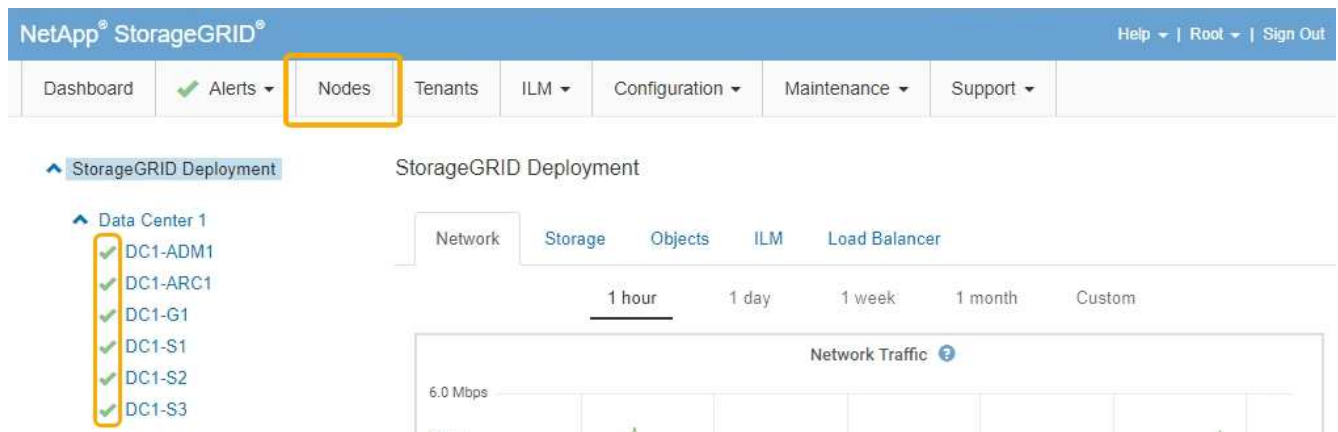 NetApp® StorageGRID®
Help | Root | Sign Out
Dashboard Alerts Nodes Tenants ILM Configuration Maintenance Support
StorageGRID Deployment
Data Center 1
DC1-ADM1
DC1-ARC1
DC1-G1
DC1-S1
DC1-S2
DC1-S3
StorageGRID Deployment
Network Storage Objects ILM Load Balancer
1 hour 1 day 1 week 1 month Custom
Network Traffic ?
6.0 Mbps